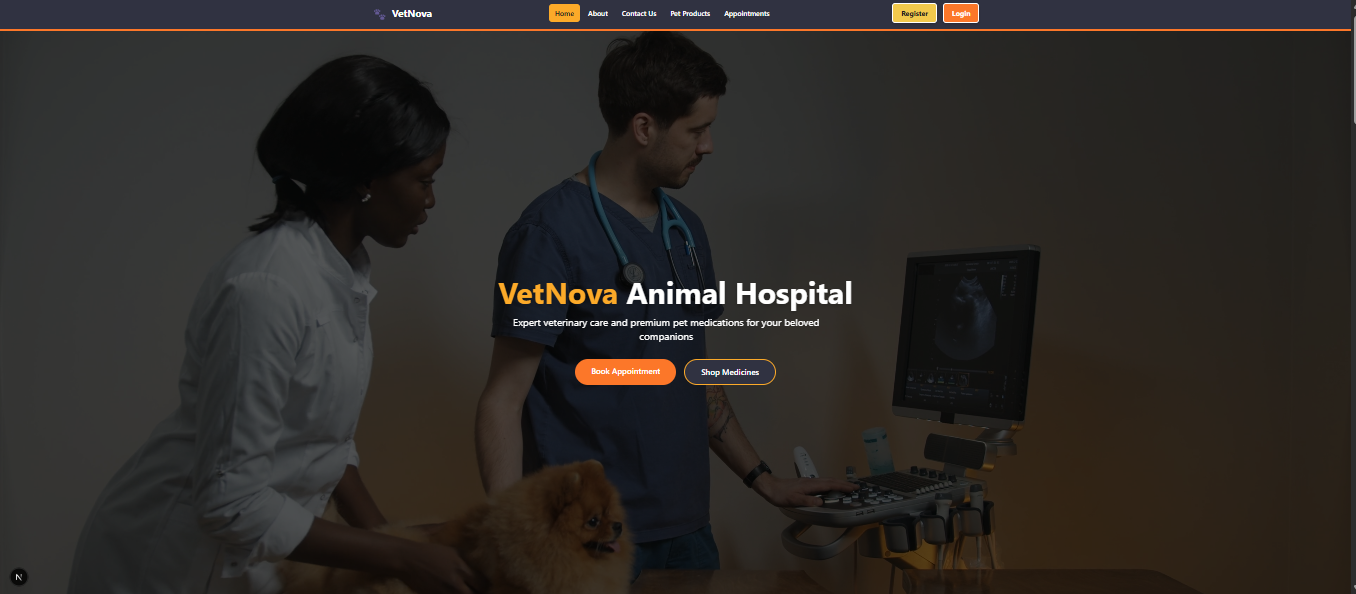 VetNova
Home About Contact Us Pet Products Appointments
Register Login
VetNova Animal Hospital
Expert veterinary care and premium pet medications for your beloved
companions
Book Appointment Shop Medicines
N